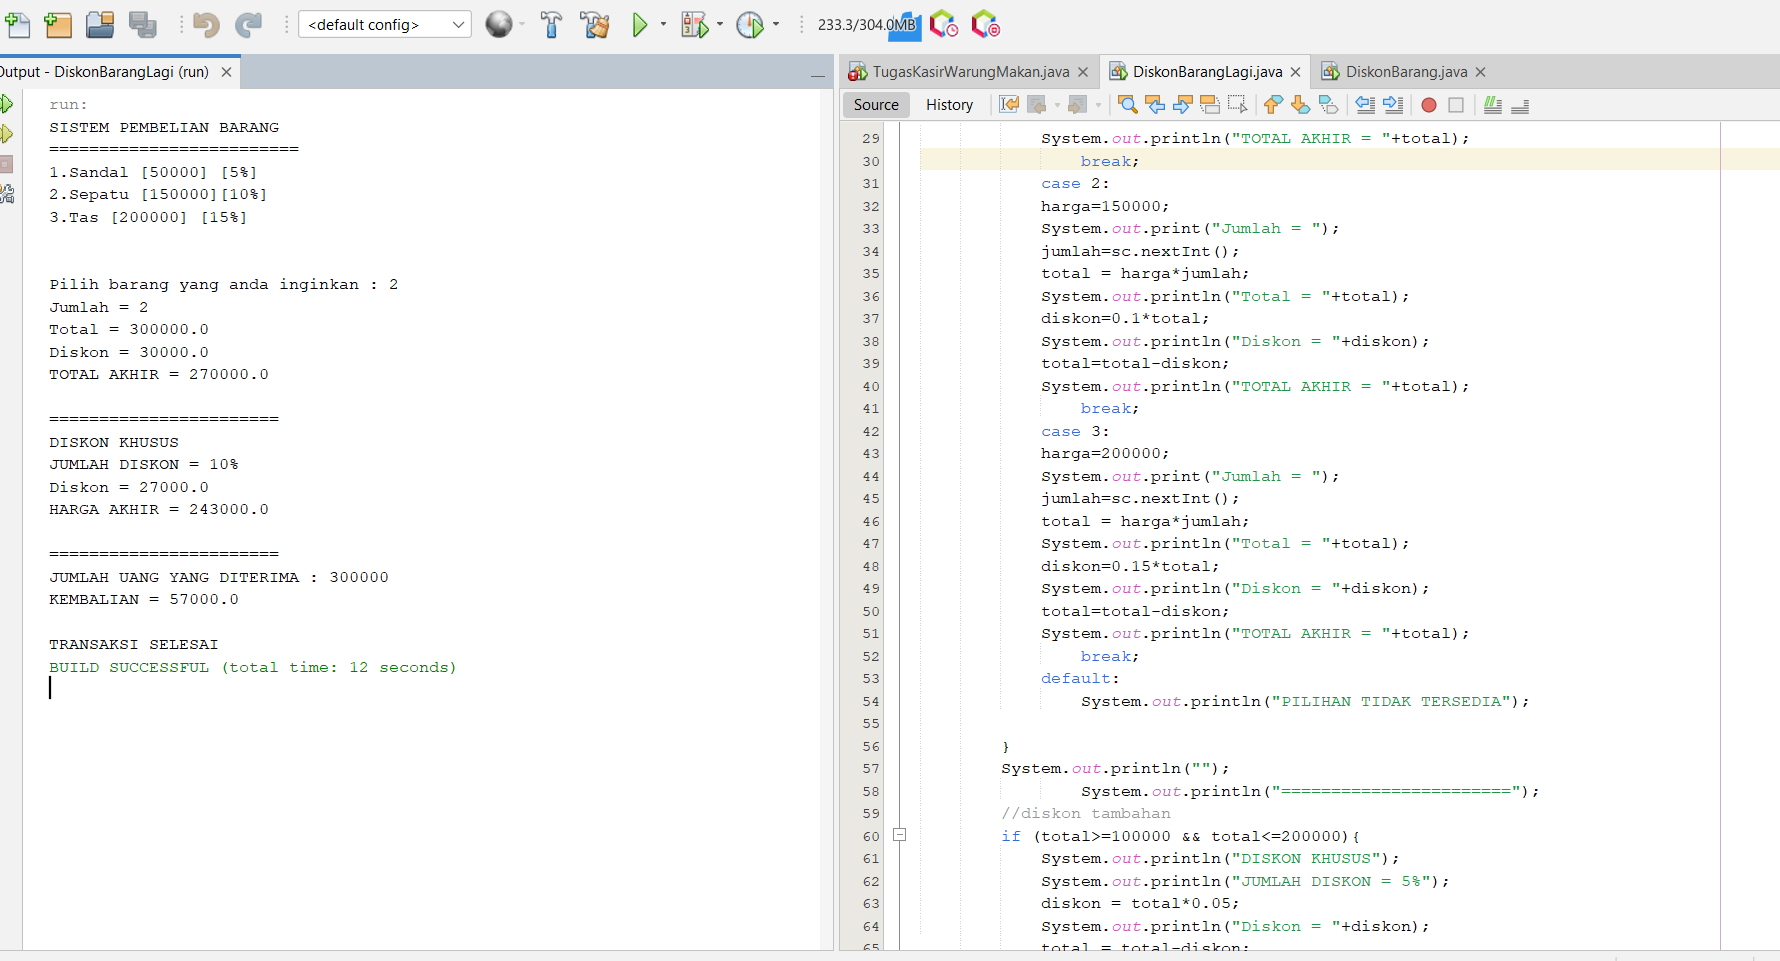 <default config>
233.3/304.0MB
Output - DiskonBarangLagi (run)
run:
SISTEM PEMBELIAN BARANG
=========================
1.Sandal [50000] [5%]
2.Sepatu [150000][10%]
3.Tas [200000] [15%]
Pilih barang yang anda inginkan : 2
Jumlah = 2
Total = 300000.0
Diskon = 30000.0
TOTAL AKHIR = 270000.0
=======================
DISKON KHUSUS
JUMLAH DISKON = 10%
Diskon = 27000.0
HARGA AKHIR = 243000.0
=======================
JUMLAH UANG YANG DITERIMA : 300000
KEMBALIAN = 57000.0
TRANSAKSI SELESAI
BUILD SUCCESSFUL (total time: 12 seconds)
TugasKasirWarungMakan.java
DiskonBarangLagi.java
DiskonBarang.java
Source History
29 System.out.println("TOTAL AKHIR = "+total);
30 break;
31 case 2:
32 harga=150000;
33 System.out.print("Jumlah = ");
34 jumlah=sc.nextInt();
35 total = harga*jumlah;
36 System.out.println("Total = "+total);
37 diskon=0.1*total;
38 System.out.println("Diskon = "+diskon);
39 total=total-diskon;
40 System.out.println("TOTAL AKHIR = "+total);
41 break;
42 case 3:
43 harga=200000;
44 System.out.print("Jumlah = ");
45 jumlah=sc.nextInt();
46 total = harga*jumlah;
47 System.out.println("Total = "+total);
48 diskon=0.15*total;
49 System.out.println("Diskon = "+diskon);
50 total=total-diskon;
51 System.out.println("TOTAL AKHIR = "+total);
52 break;
53 default:
54 System.out.println("PILIHAN TIDAK TERSEDIA");
55
56 }
57 System.out.println("");
58 System.out.println("=======================");
59 //diskon tambahan
60 if (total>=100000 && total<=200000){
61 System.out.println("DISKON KHUSUS");
62 System.out.println("JUMLAH DISKON = 5%");
63 diskon = total*0.05;
64 System.out.println("Diskon = "+diskon);
65 total = total-diskon;